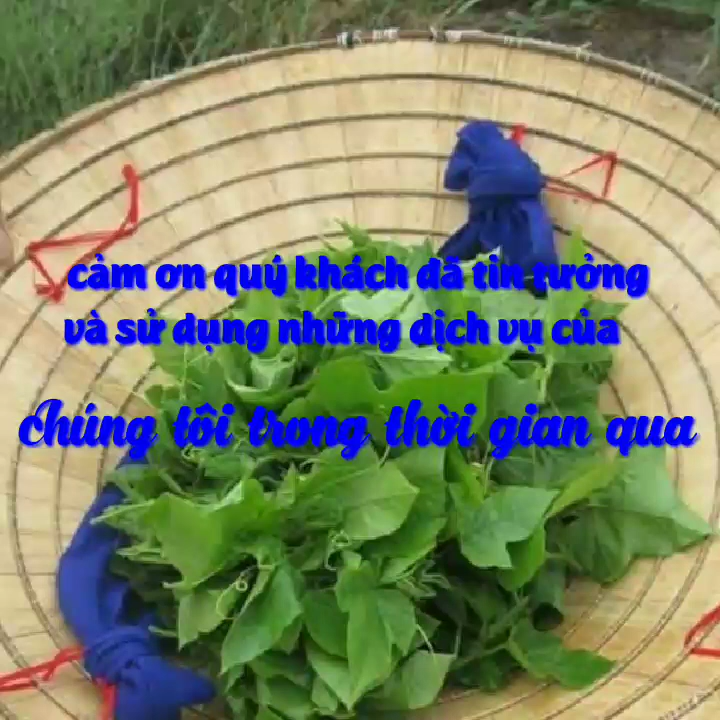 cảm ơn quý khách đã tin tưởng
và sử dụng những dịch vụ của
chúng tôi trong thời gian qua